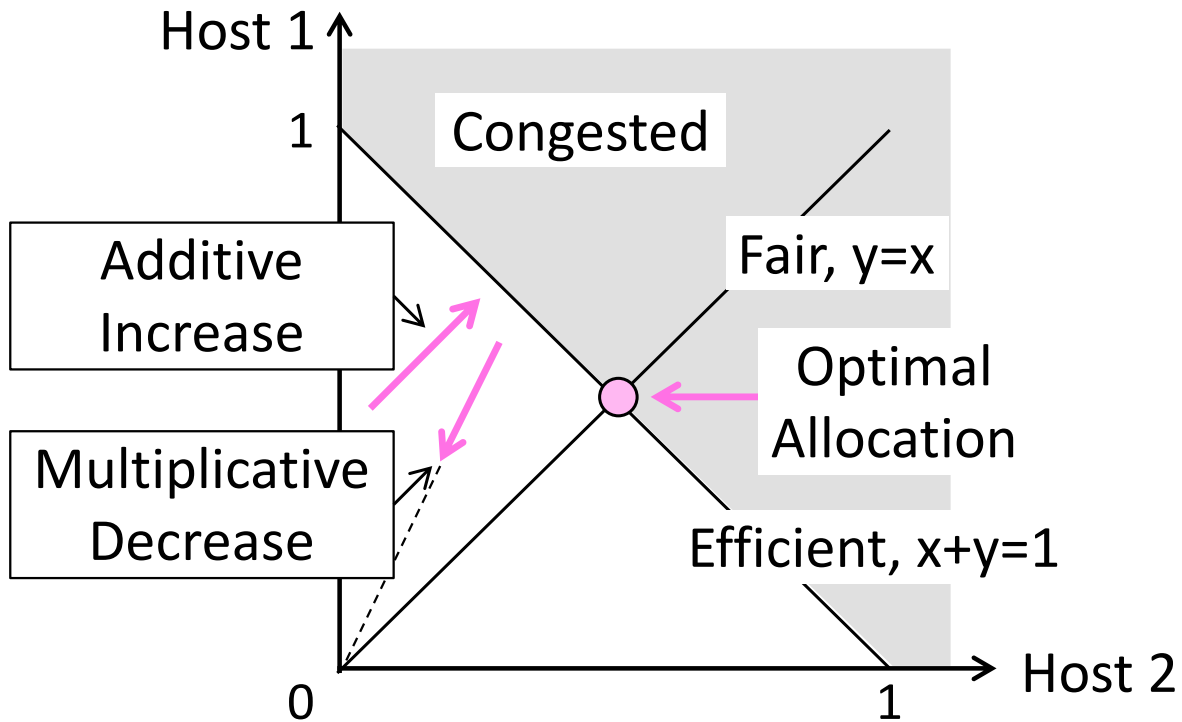 Host 1
1
Congested
Additive
Increase
Fair, y=x
Optimal
Allocation
Multiplicative
Decrease
Efficient, x+y=1
0
1
Host 2